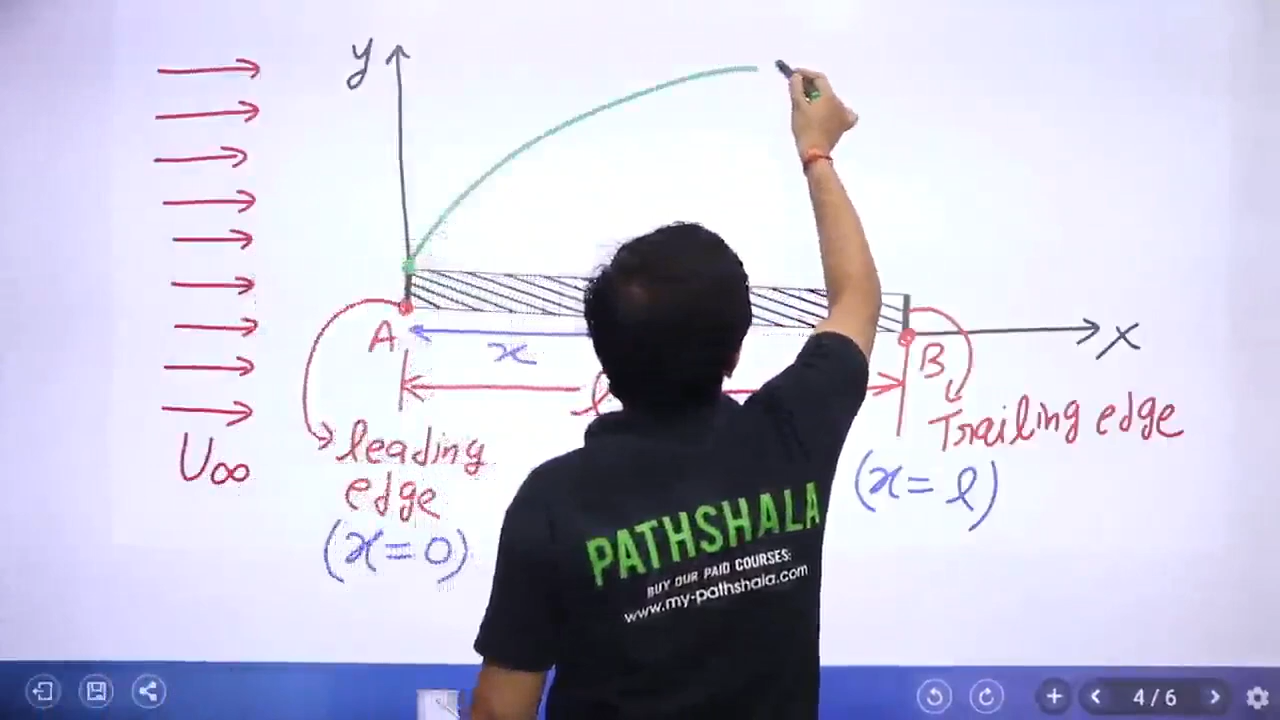 y
U∞
A
x
l
B
X
leading
edge
(x=0)
Trailing edge
(x=l)
PATHSHALA
BUY OUR PAID COURSES:
www.my-pathshala.com
4/6